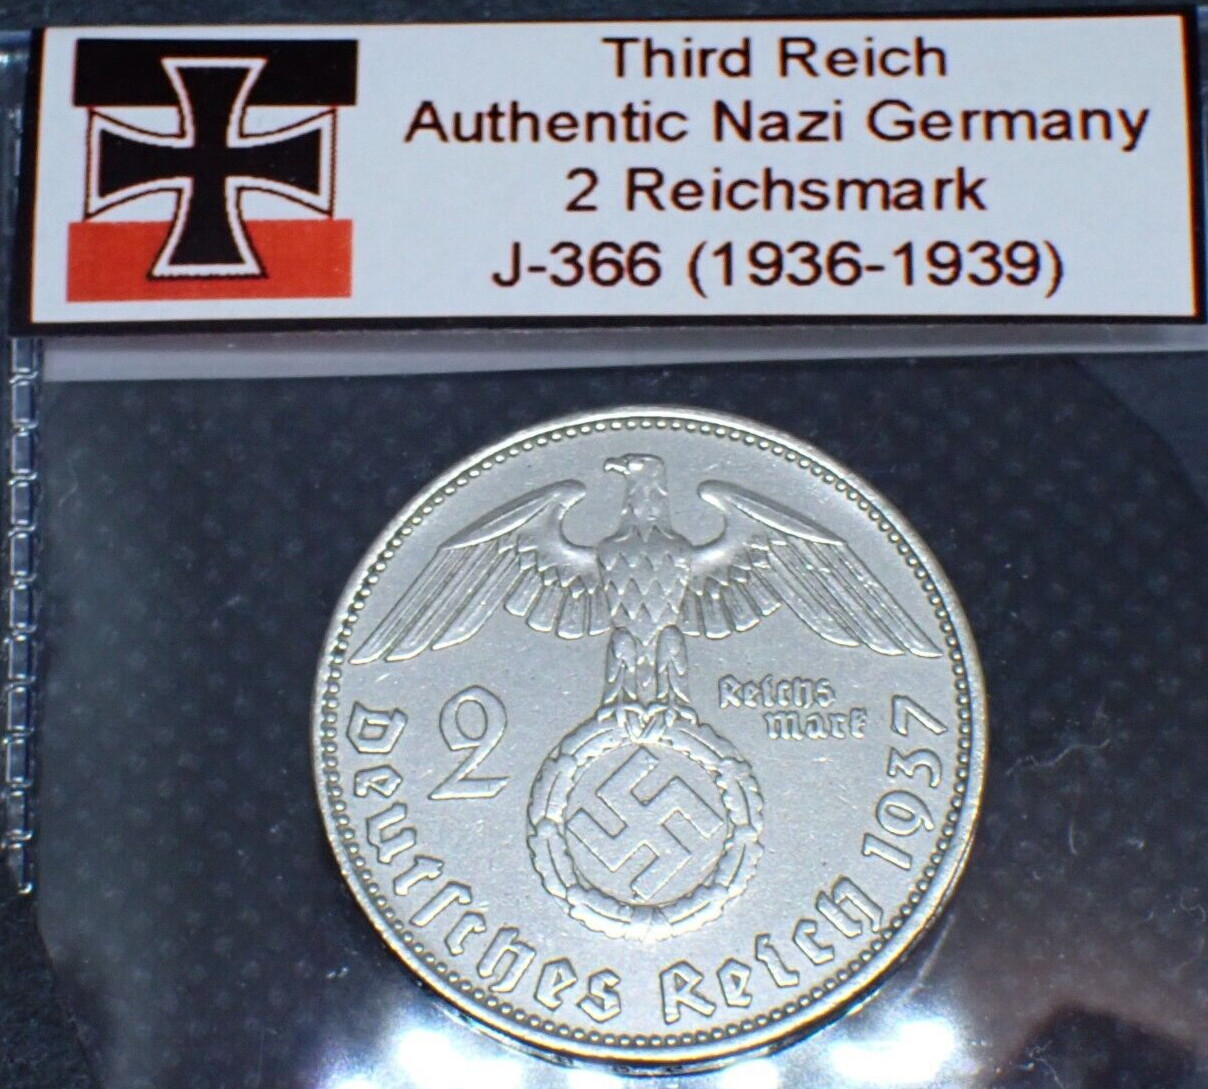 Third Reich
Authentic Nazi Germany
2 Reichsmark
J-366 (1936-1939)
2
Reichs
mark
Deutsches Reich 1937